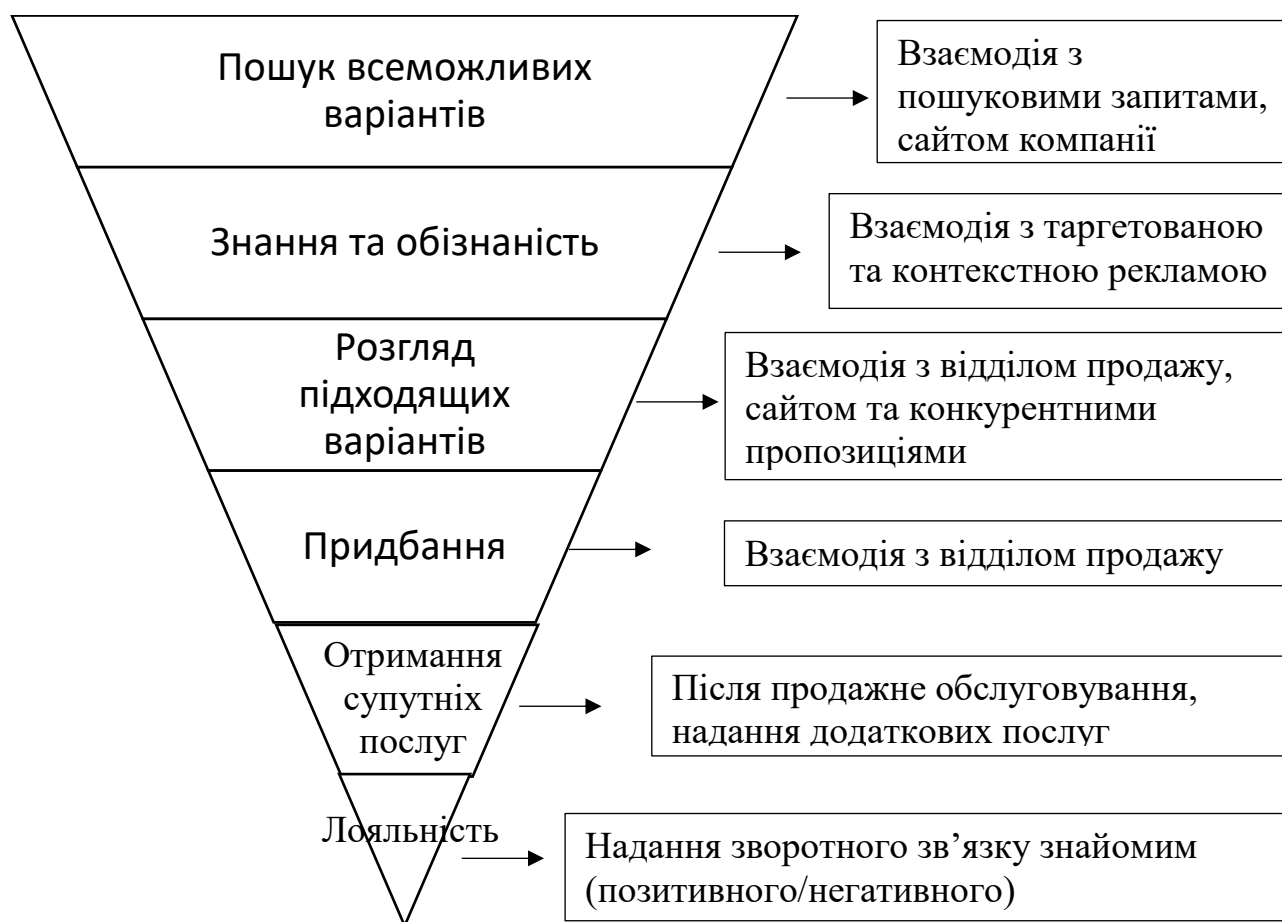 Пошук всеможливих
варіантів
Взаємодія з
пошуковими запитами,
сайтом компанії
Знання та обізнаність
Взаємодія з таргетованою
та контекстною рекламою
Розгляд
підходящих
варіантів
Взаємодія з відділом продажу,
сайтом та конкурентними
пропозиціями
Придбання
Взаємодія з відділом продажу
Отримання
супутніх
послуг
Після продажне обслуговування,
надання додаткових послуг
Лояльність
Надання зворотного зв’язку знайомим
(позитивного/негативного)